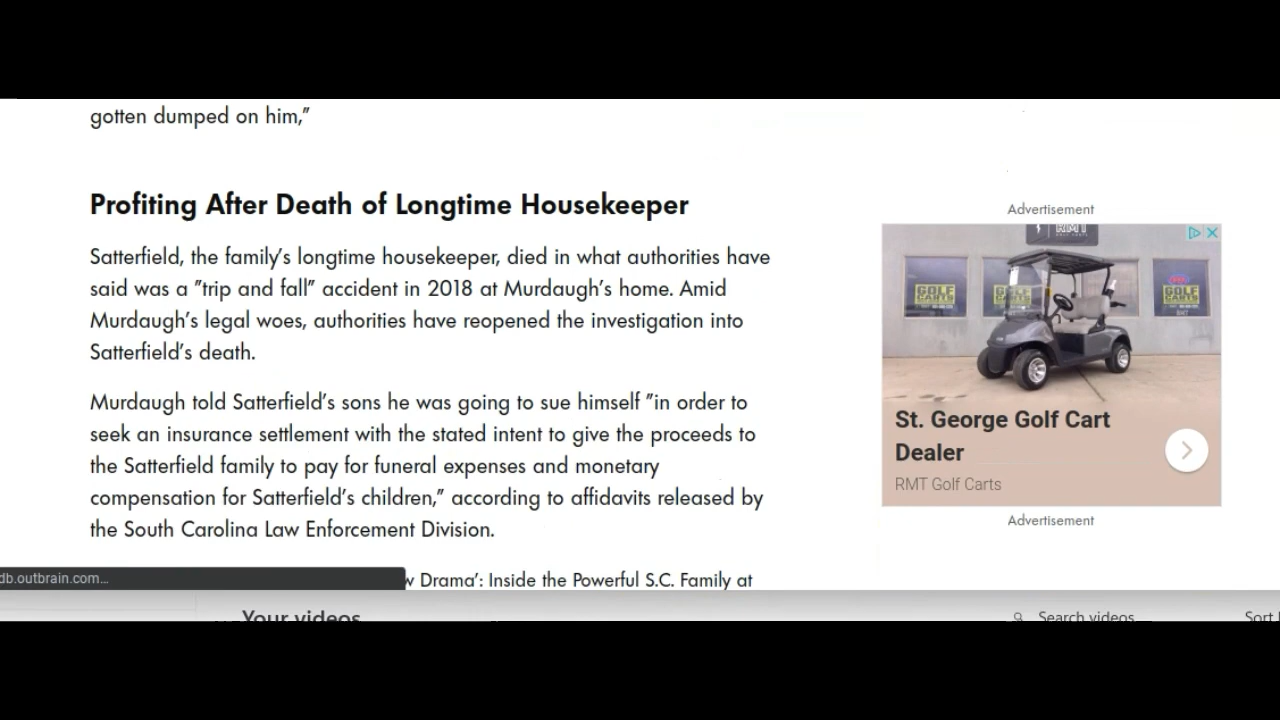 gotten dumped on him,”
Profiting After Death of Longtime Housekeeper
Satterfield, the family’s longtime housekeeper, died in what authorities have
said was a ”trip and fall” accident in 2018 at Murdaugh’s home. Amid
Murdaugh’s legal woes, authorities have reopened the investigation into
Satterfield’s death.
Murdaugh told Satterfield’s sons he was going to sue himself ”in order to
seek an insurance settlement with the stated intent to give the proceeds to
the Satterfield family to pay for funeral expenses and monetary
compensation for Satterfield’s children,” according to affidavits released by
the South Carolina Law Enforcement Division.
w Drama’: Inside the Powerful S.C. Family at
db.outbrain.com...
Advertisement
RMT
GOLF
CARTS
GOLF
CARTS
GOLF
CARTS
St. George Golf Cart
Dealer
RMT Golf Carts
Advertisement
Your videos
Search videos
Sort